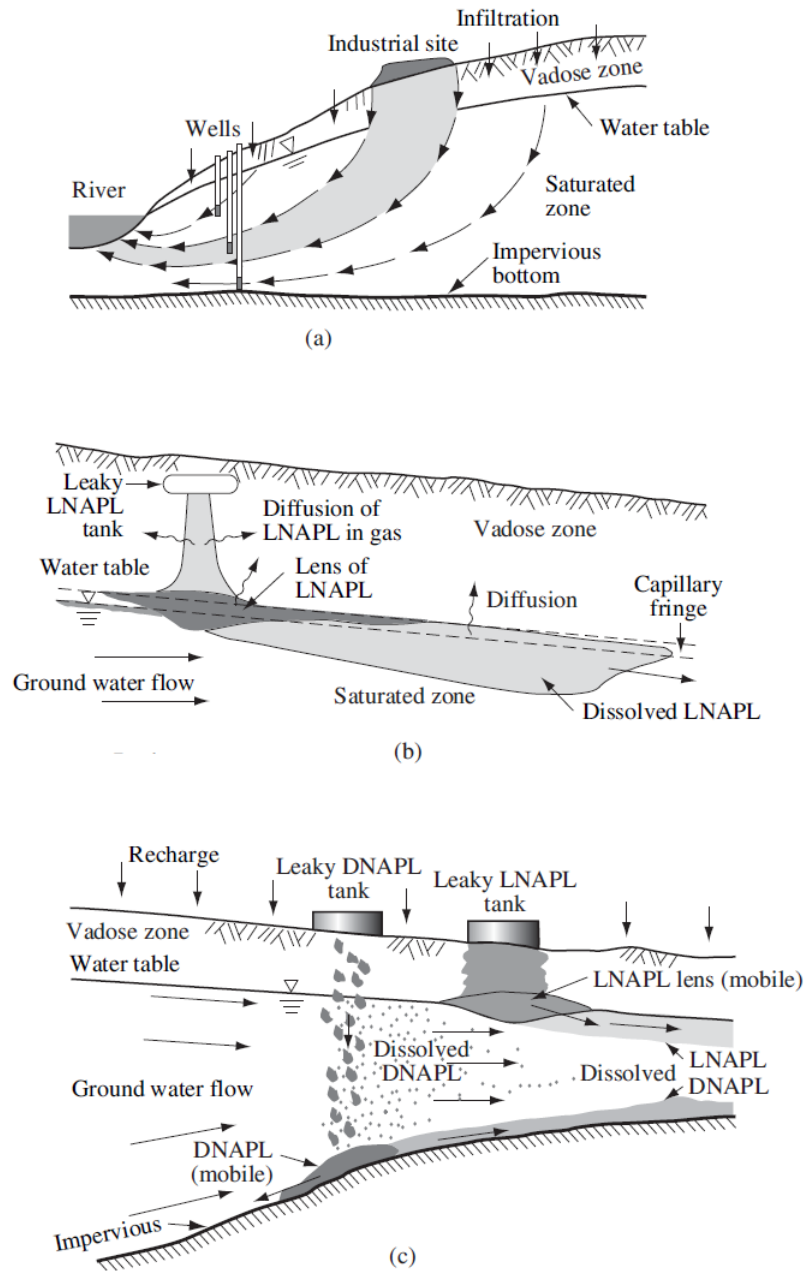 Infiltration
Industrial site
Vadose zone
Wells
Water table
River
Saturated
zone
Impervious
bottom
(a)
Leaky
LNAPL
tank
Diffusion of
LNAPL in gas
Vadose zone
Water table
Lens of
LNAPL
Capillary
fringe
Diffusion
Ground water flow
Saturated zone
Dissolved LNAPL
(b)
Recharge
Leaky DNAPL
tank
Leaky LNAPL
tank
Vadose zone
Water table
LNAPL lens (mobile)
Dissolved
DNAPL
LNAPL
Dissolved
DNAPL
Ground water flow
DNAPL
(mobile)
Impervious
(c)